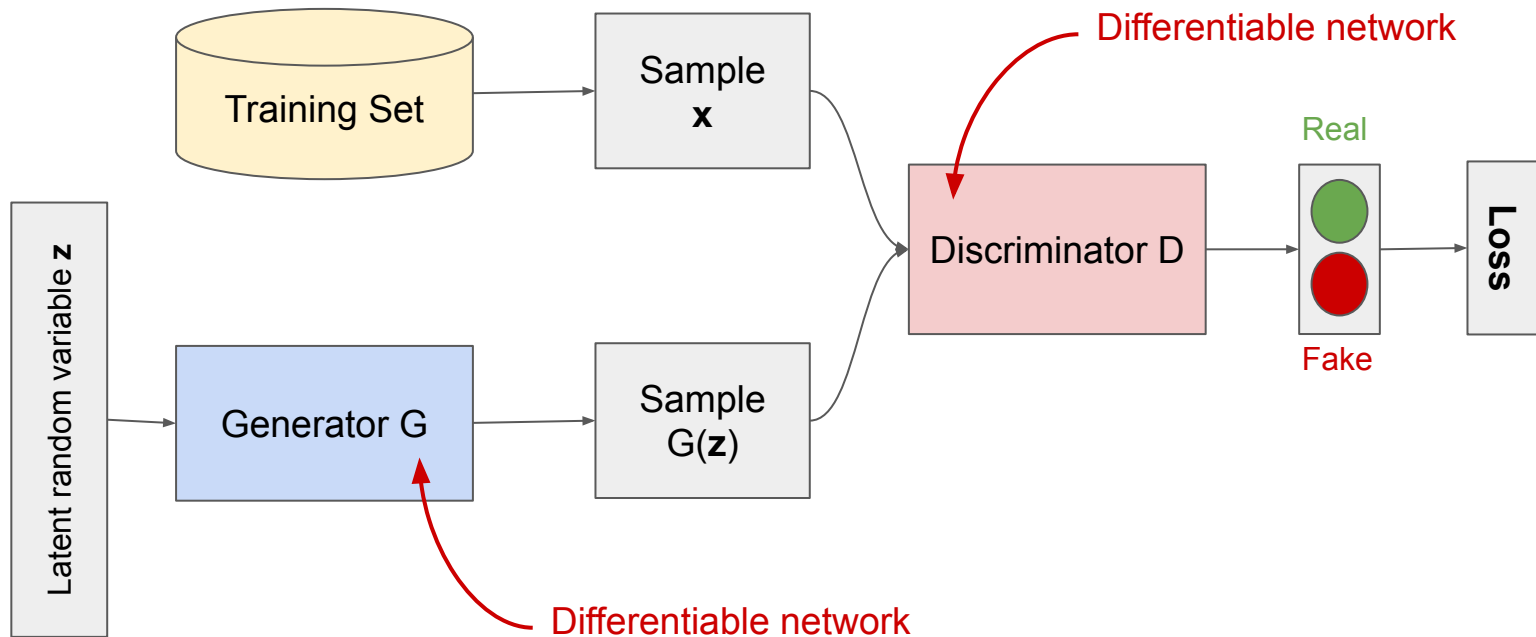 Differentiable network
Training Set
Sample
x
Real
Latent random variable z
Discriminator D
Loss
Fake
Generator G
Sample
G(z)
Differentiable network